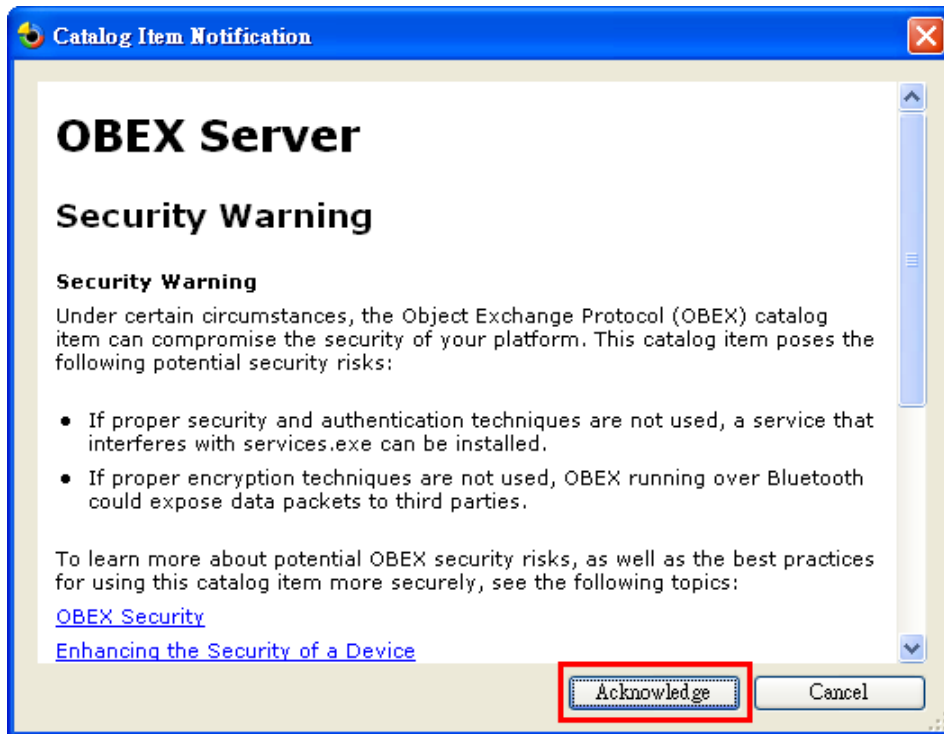 Catalog Item Notification
OBEX Server
Security Warning
Security Warning
Under certain circumstances, the Object Exchange Protocol (OBEX) catalog
item can compromise the security of your platform. This catalog item poses the
following potential security risks:
• If proper security and authentication techniques are not used, a service that
interferes with services.exe can be installed.
• If proper encryption techniques are not used, OBEX running over Bluetooth
could expose data packets to third parties.
To learn more about potential OBEX security risks, as well as the best practices
for using this catalog item more securely, see the following topics:
OBEX Security
Enhancing the Security of a Device
Acknowledge Cancel